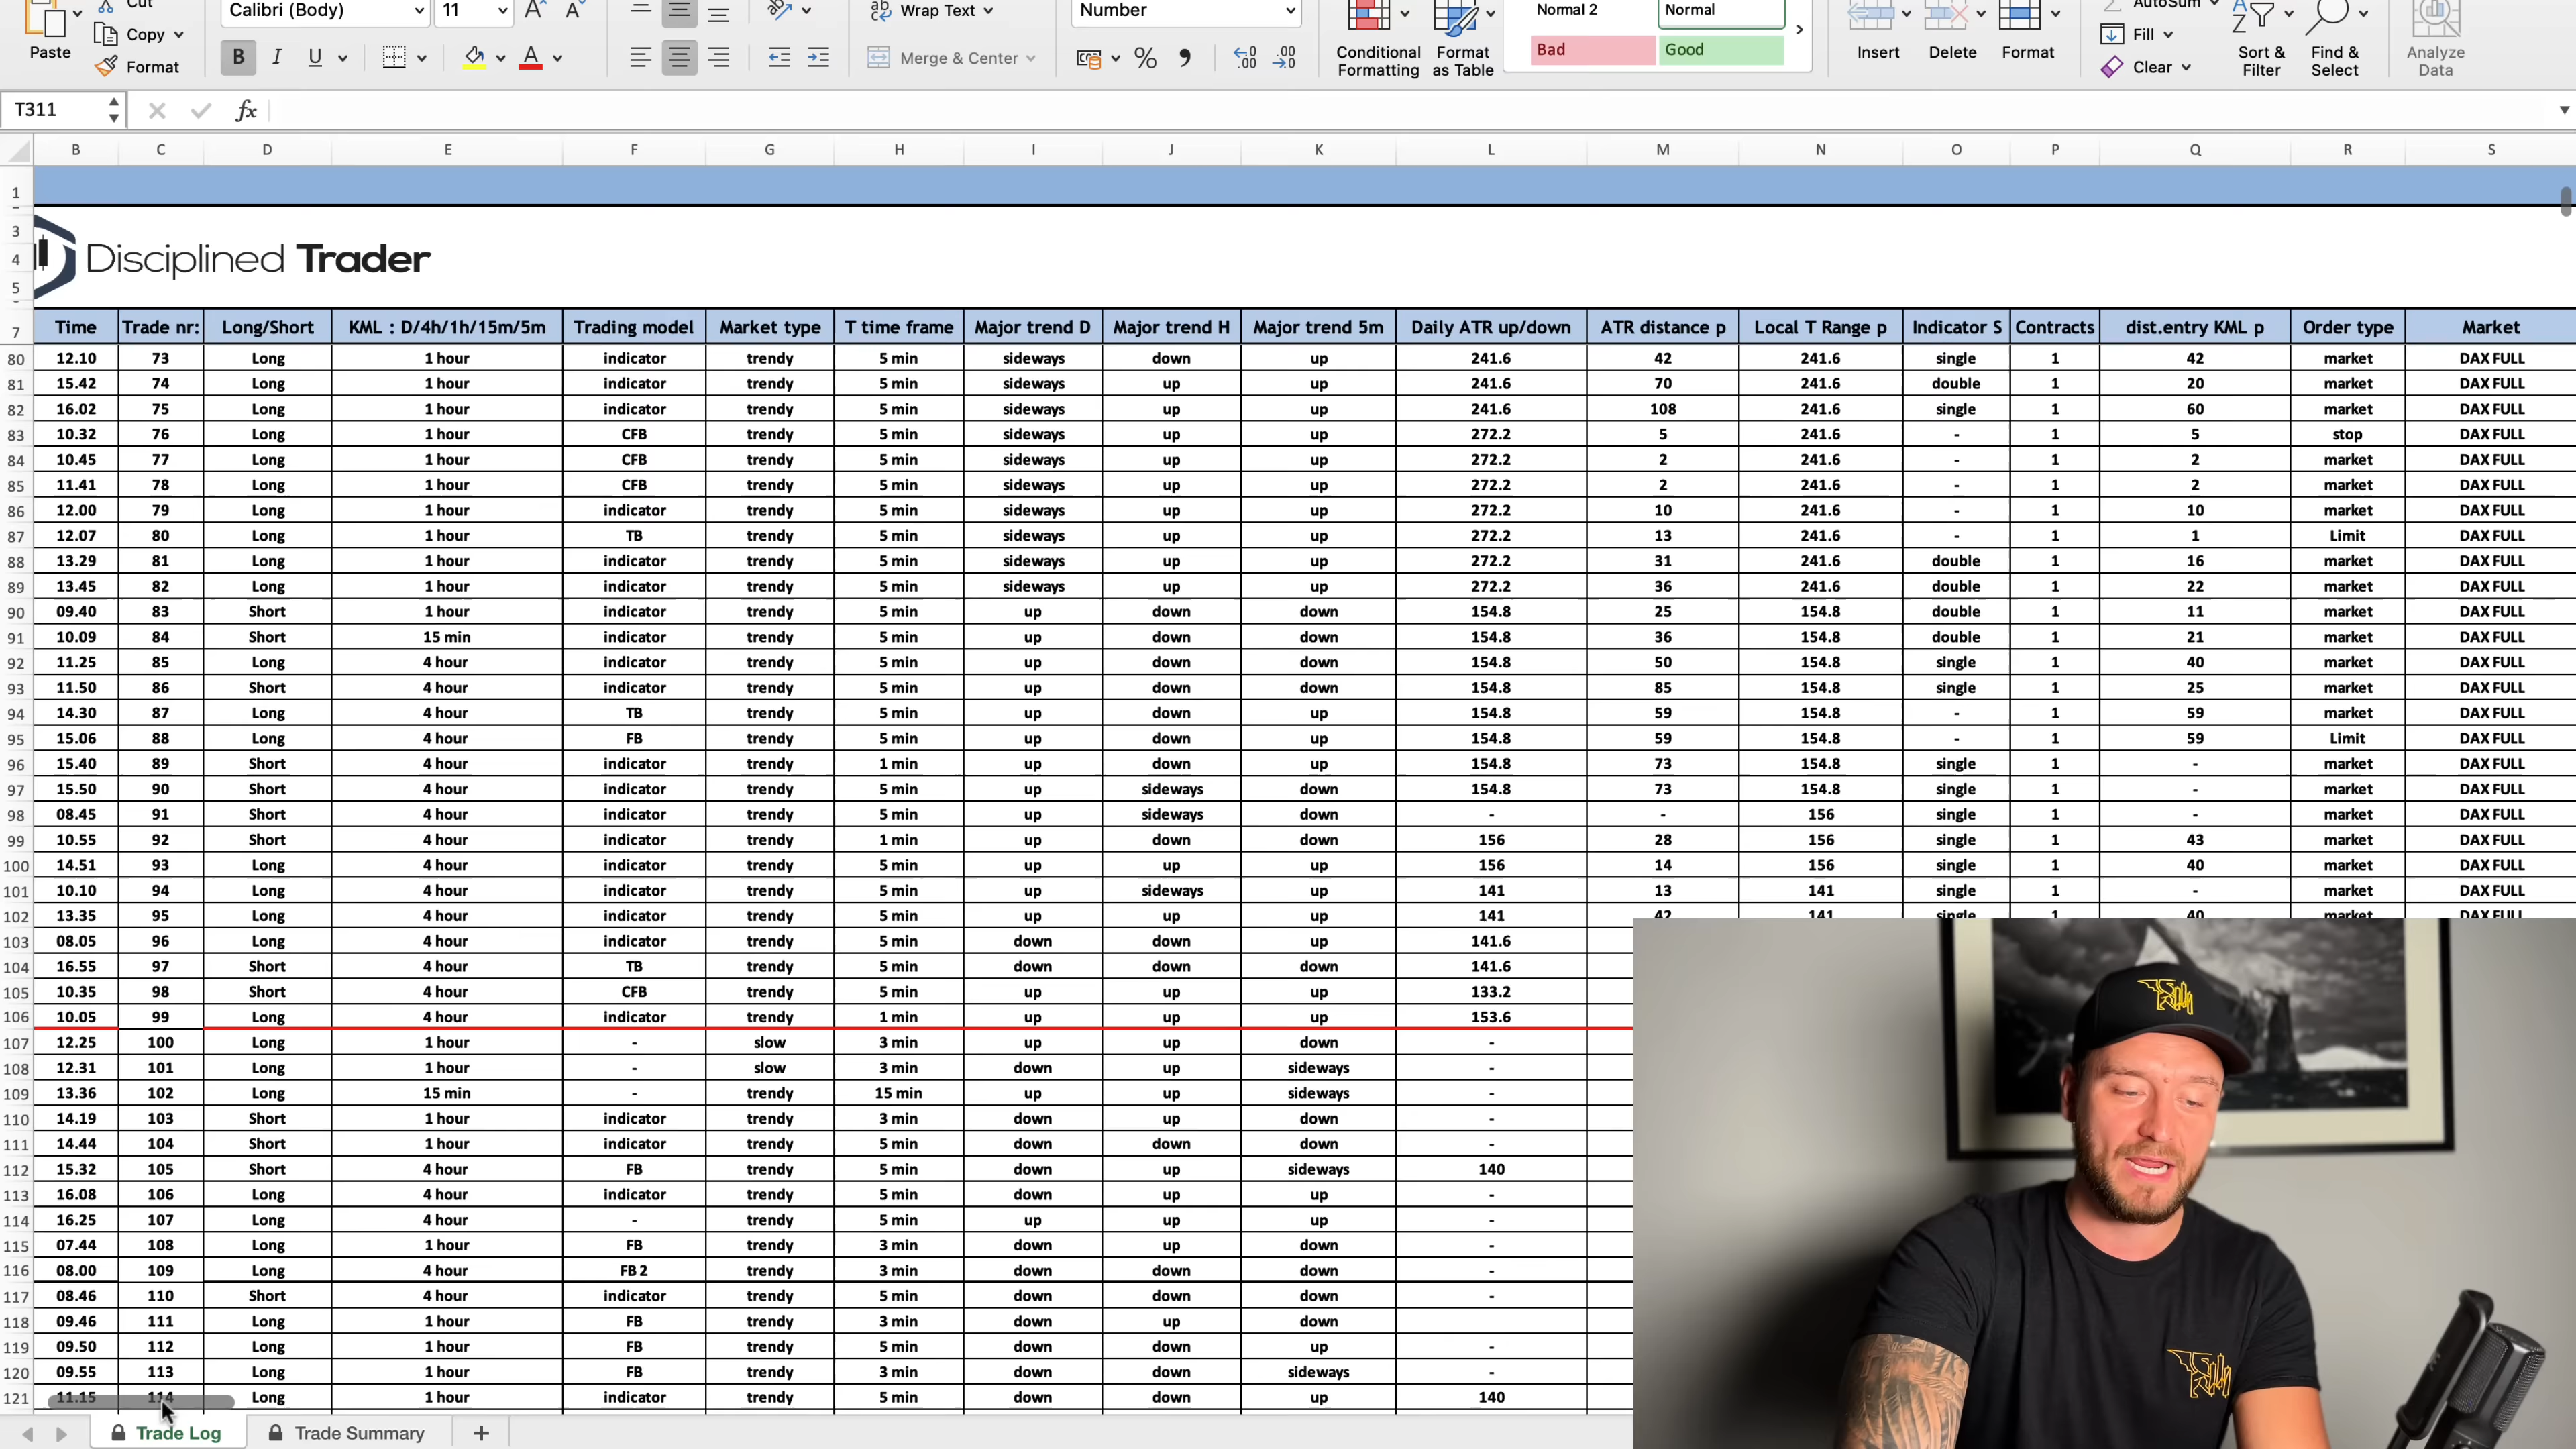 Cut
Calibri (Body) 11 A A Wrap Text Number Normal 2 Normal AutoSum
Paste Copy Insert Delete Format Fill Sort & Find & Analyze
Format B I U A Merge & Center % Conditional Format Bad Good Clear Filter Select Data
Formatting as Table
T311 fx
B C D E F G H I J K L M N O P Q R S
1
3
4 Disciplined Trader
5
7 Time Trade nr: Long/Short KML : D/4h/1h/15m/5m Trading model Market type T time frame Major trend D Major trend H Major trend 5m Daily ATR up/down ATR distance p Local T Range p Indicator S Contracts dist.entry KML p Order type Market
80 12.10 73 Long 1 hour indicator trendy 5 min sideways down up 241.6 42 241.6 single 1 42 market DAX FULL
81 15.42 74 Long 1 hour indicator trendy 5 min sideways up up 241.6 70 241.6 double 1 20 market DAX FULL
82 16.02 75 Long 1 hour indicator trendy 5 min sideways up up 241.6 108 241.6 single 1 60 market DAX FULL
83 10.32 76 Long 1 hour CFB trendy 5 min sideways up up 272.2 5 241.6 - 1 5 stop DAX FULL
84 10.45 77 Long 1 hour CFB trendy 5 min sideways up up 272.2 2 241.6 - 1 2 market DAX FULL
85 11.41 78 Long 1 hour CFB trendy 5 min sideways up up 272.2 2 241.6 - 1 2 market DAX FULL
86 12.00 79 Long 1 hour indicator trendy 5 min sideways up up 272.2 10 241.6 - 1 10 market DAX FULL
87 12.07 80 Long 1 hour TB trendy 5 min sideways up up 272.2 13 241.6 - 1 1 Limit DAX FULL
88 13.29 81 Long 1 hour indicator trendy 5 min sideways up up 272.2 31 241.6 double 1 16 market DAX FULL
89 13.45 82 Long 1 hour indicator trendy 5 min sideways up up 272.2 36 241.6 double 1 22 market DAX FULL
90 09.40 83 Short 1 hour indicator trendy 5 min up down down 154.8 25 154.8 double 1 11 market DAX FULL
91 10.09 84 Short 15 min indicator trendy 5 min up down down 154.8 36 154.8 double 1 21 market DAX FULL
92 11.25 85 Long 4 hour indicator trendy 5 min up down down 154.8 50 154.8 single 1 40 market DAX FULL
93 11.50 86 Short 4 hour indicator trendy 5 min up down down 154.8 85 154.8 single 1 25 market DAX FULL
94 14.30 87 Long 4 hour TB trendy 5 min up down up 154.8 59 154.8 - 1 59 market DAX FULL
95 15.06 88 Long 4 hour FB trendy 5 min up down up 154.8 59 154.8 - 1 59 Limit DAX FULL
96 15.40 89 Short 4 hour indicator trendy 1 min up down up 154.8 73 154.8 single 1 - market DAX FULL
97 15.50 90 Short 4 hour indicator trendy 5 min up sideways down 154.8 73 154.8 single 1 - market DAX FULL
98 08.45 91 Short 4 hour indicator trendy 5 min up sideways down - - 156 single 1 - market DAX FULL
99 10.55 92 Short 4 hour indicator trendy 1 min up down down 156 28 156 single 1 43 market DAX FULL
100 14.51 93 Long 4 hour indicator trendy 5 min up up up 156 14 156 single 1 40 market DAX FULL
101 10.10 94 Long 4 hour indicator trendy 5 min up sideways up 141 13 141 single 1 - market DAX FULL
102 13.35 95 Long 4 hour indicator trendy 5 min up up up 141 42 141 single 1 40 market DAX FULL
103 08.05 96 Long 4 hour indicator trendy 5 min down down up 141.6
104 16.55 97 Short 4 hour TB trendy 5 min down down down 141.6
105 10.35 98 Short 4 hour CFB trendy 5 min up up up 133.2
106 10.05 99 Long 4 hour indicator trendy 1 min up up up 153.6
107 12.25 100 Long 1 hour - slow 3 min up up down -
108 12.31 101 Long 1 hour - slow 3 min down up sideways -
109 13.36 102 Long 15 min - trendy 15 min up up sideways -
110 14.19 103 Short 1 hour indicator trendy 3 min down up down -
111 14.44 104 Short 1 hour indicator trendy 5 min down down down -
112 15.32 105 Short 4 hour FB trendy 5 min down up sideways 140
113 16.08 106 Long 4 hour indicator trendy 5 min down up up -
114 16.25 107 Long 4 hour - trendy 5 min up up up -
115 07.44 108 Long 1 hour FB trendy 3 min down up down -
116 08.00 109 Long 4 hour FB 2 trendy 3 min down down down -
117 08.46 110 Short 4 hour indicator trendy 5 min down down down -
118 09.46 111 Long 1 hour FB trendy 3 min down up down
119 09.50 112 Long 1 hour FB trendy 5 min down down up -
120 09.55 113 Long 1 hour FB trendy 3 min down down sideways -
121 11.15 114 Long 1 hour indicator trendy 5 min down down up 140
Trade Log Trade Summary +